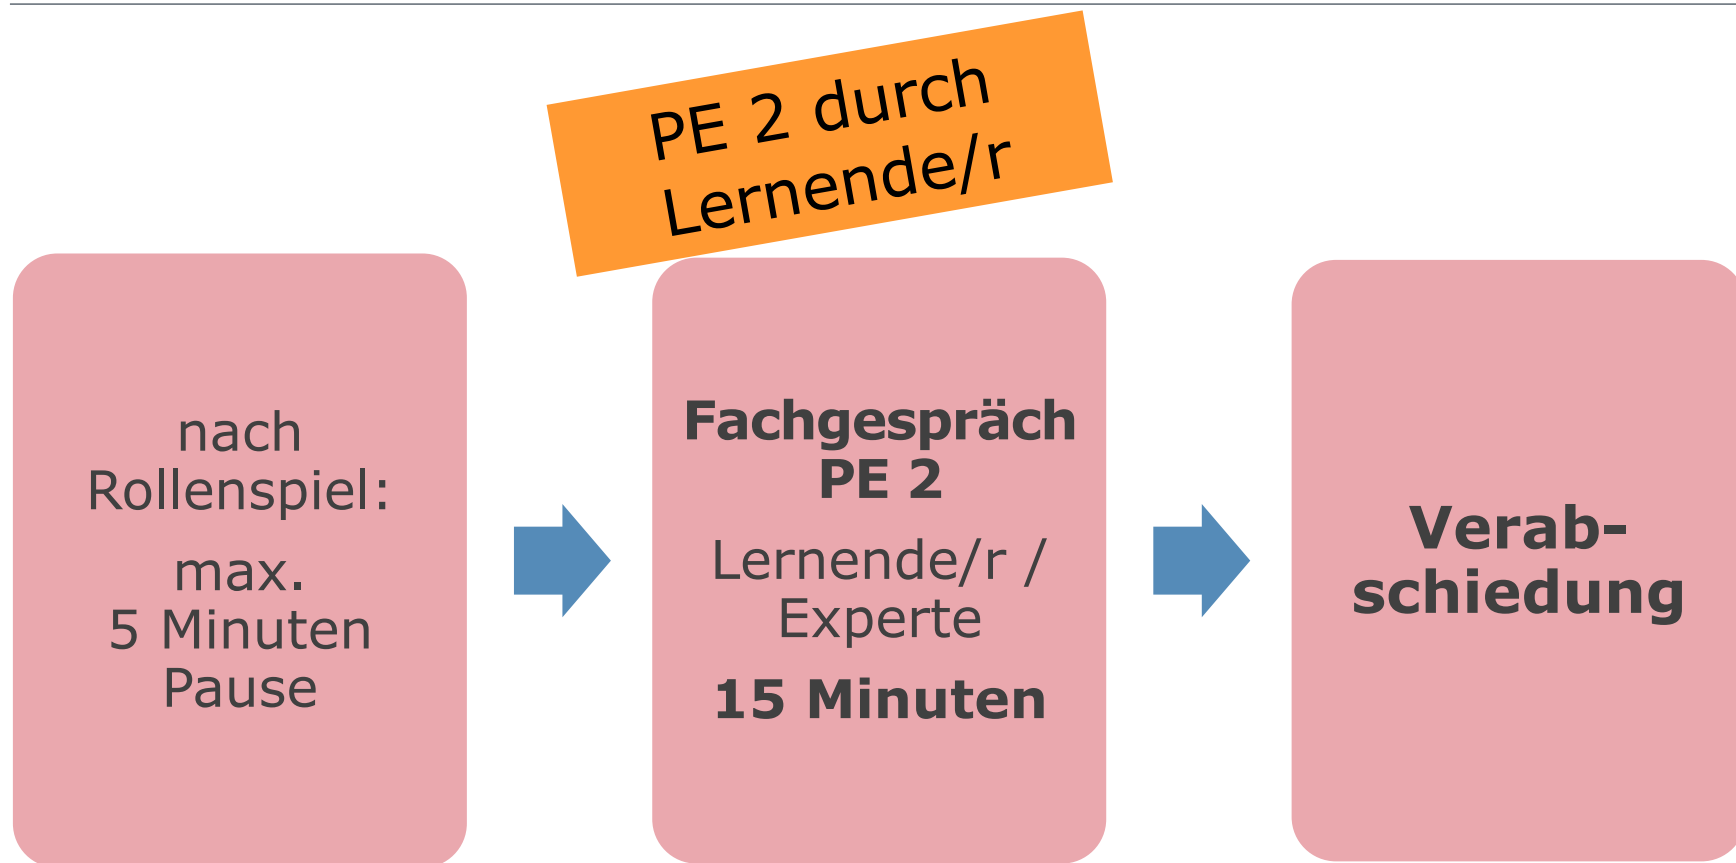 PE 2 durch
Lernende/r
nach
Rollenspiel:
max.
5 Minuten
Pause
Fachgespräch
PE 2
Lernende/r /
Experte
15 Minuten
Verab-
schiedung